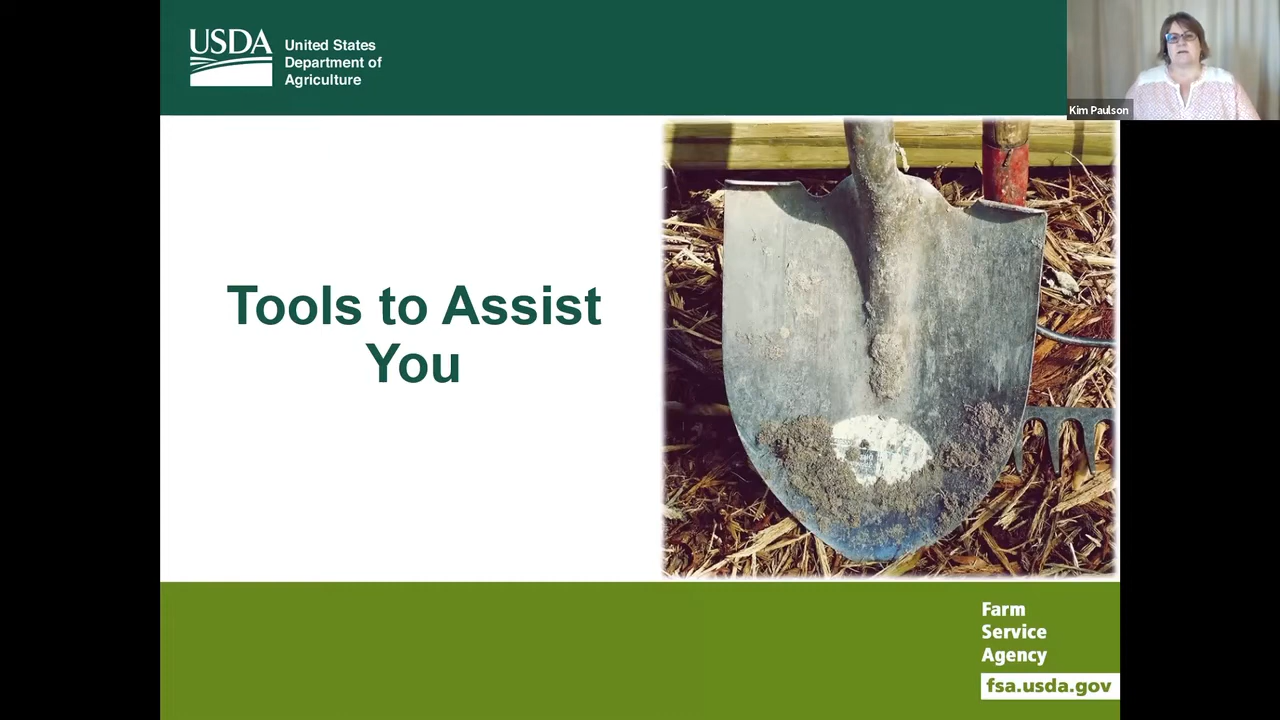 USDA
United States
Department of
Agriculture
Kim Paulson
Tools to Assist
You
Farm
Service
Agency
fsa.usda.gov